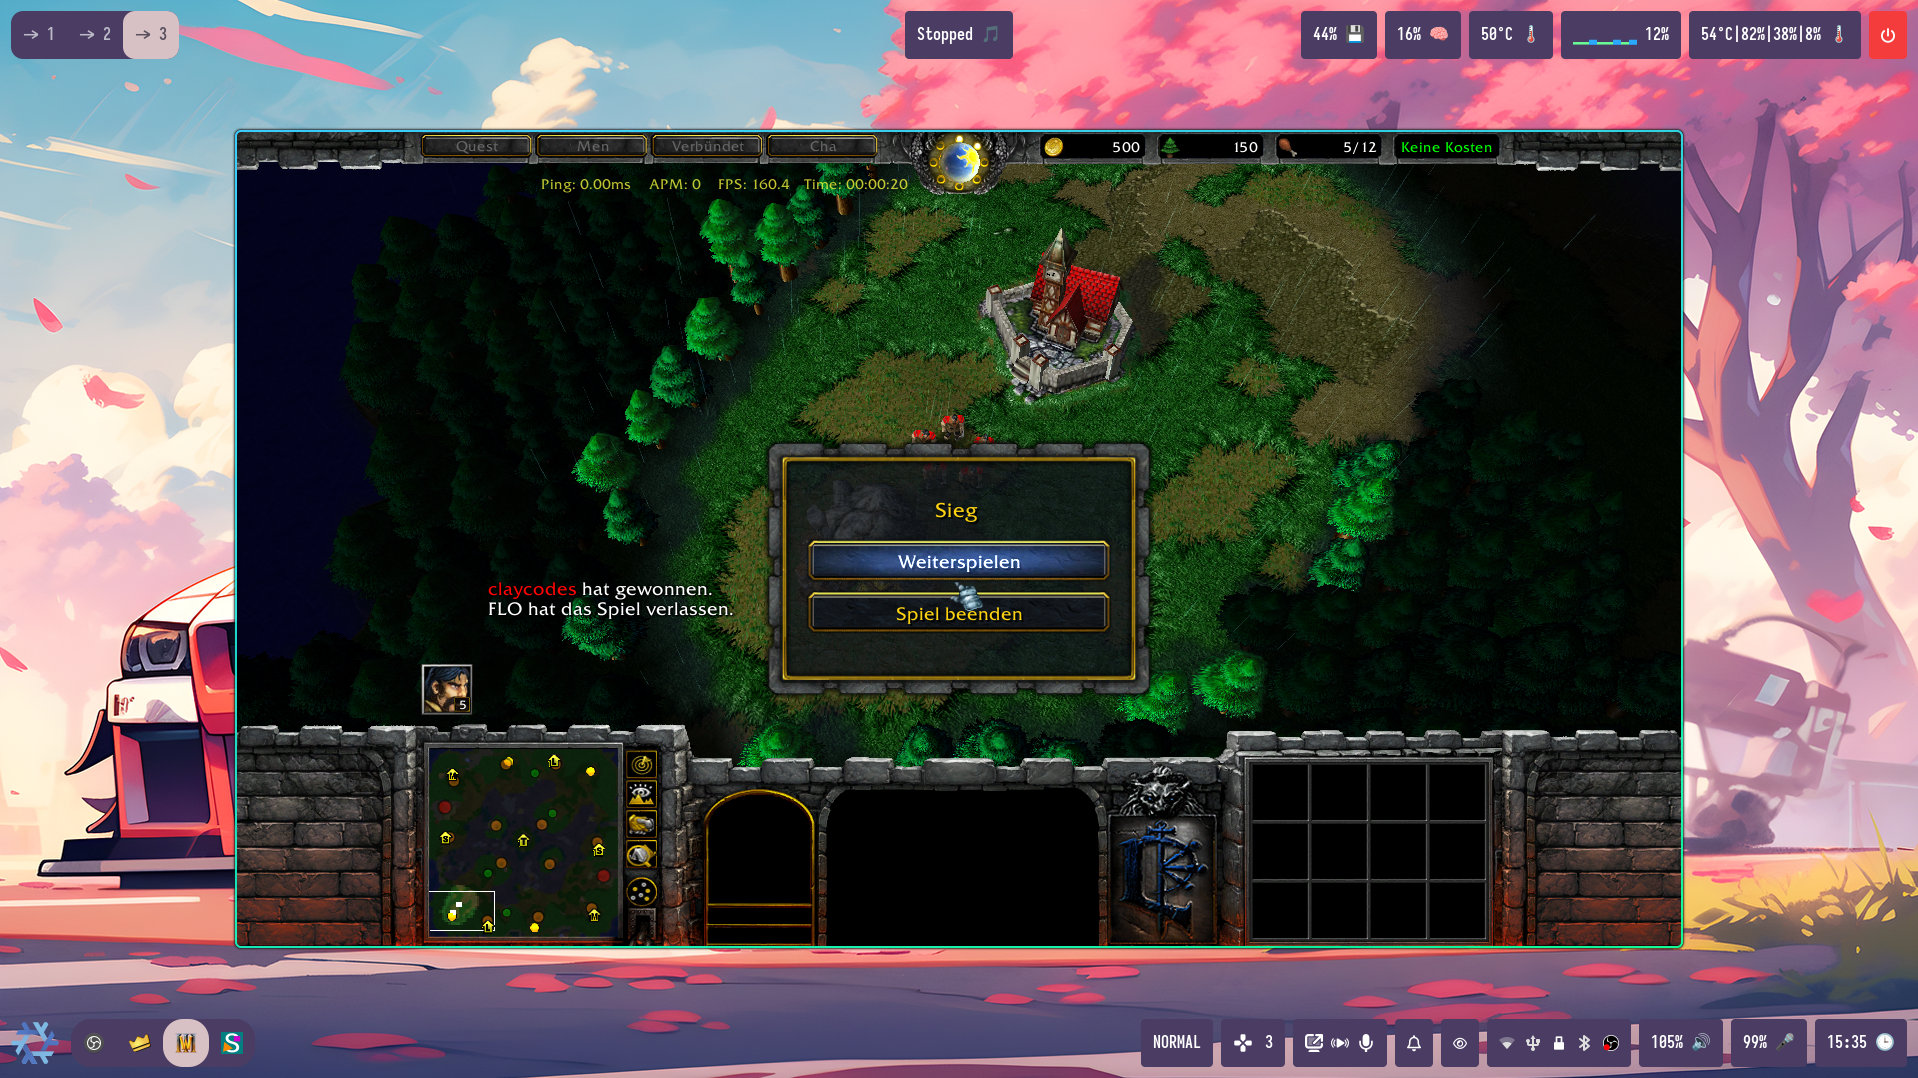 1 2 3
Stopped
44% 16% 50°C 12% 54°C|82%|38%|8%
Quest Men Verbündet Cha
500 150 5/12 Keine Kosten
Ping: 0.00ms APM: 0 FPS: 160.4 Time: 00:00:20
Sieg
Weiterspielen
Spiel beenden
claycodes hat gewonnen.
FLO hat das Spiel verlassen.
5
W S
NORMAL 3 105% 99% 15:35